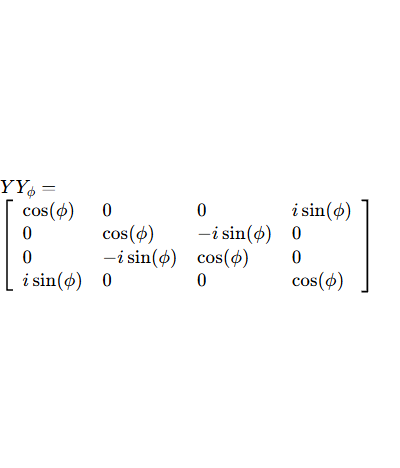 YY_ϕ =
cos(ϕ) 0 0 i sin(ϕ)
0 cos(ϕ) −i sin(ϕ) 0
0 −i sin(ϕ) cos(ϕ) 0
i sin(ϕ) 0 0 cos(ϕ)